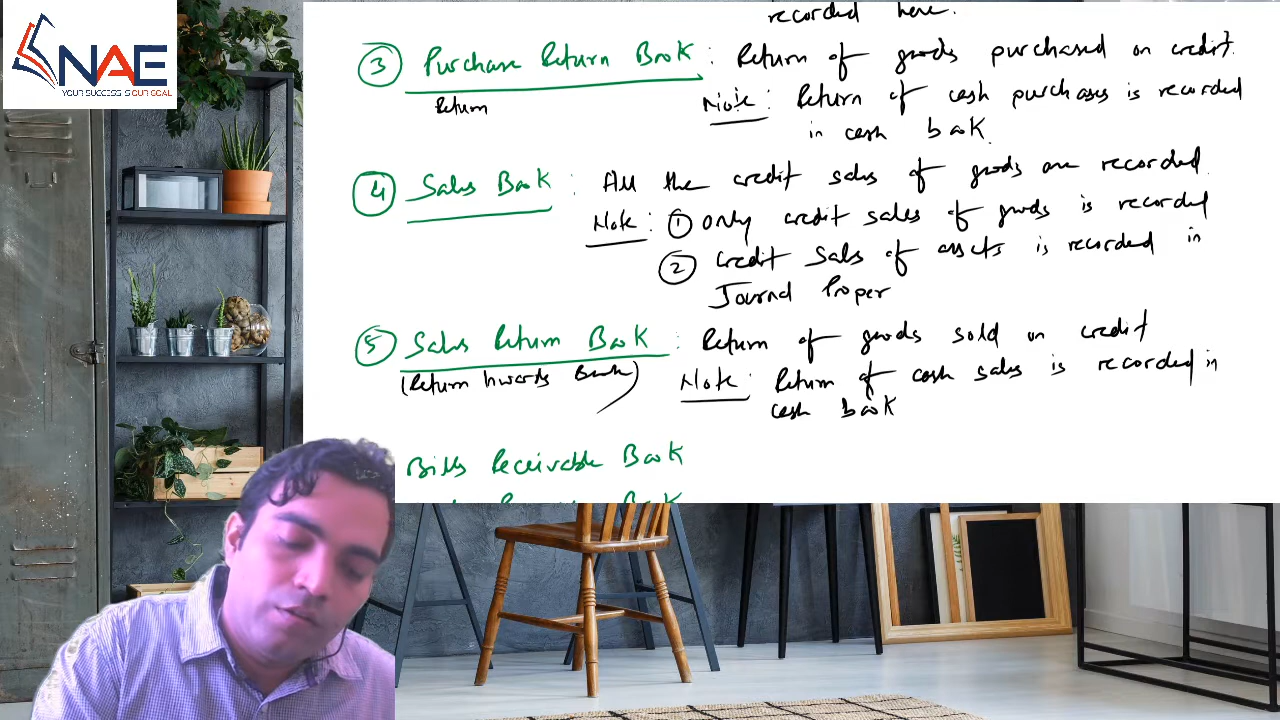 NAE
YOUR SUCCESS IS OUR GOAL
recorded here.
③ Purchase Return Book : Return of goods purchased on credit.
Return
Note : Return of cash purchases is recorded
in cash book.
④ Sales Book : All the credit sales of goods are recorded.
Note : ① Only credit sales of goods is recorded
② Credit Sales of assets is recorded in
Journal Proper
⑤ Sales Return Book : Return of goods sold on credit
(Return Inwards Book)
Note : Return of cash sales is recorded in
cash book
Bills Receivable Book
Book